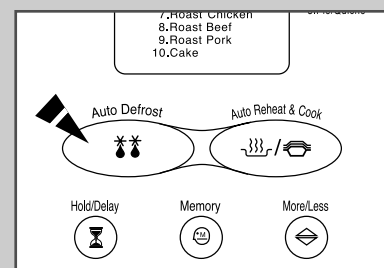 7.Roast Chicken
8.Roast Beef
9.Roast Pork
10.Cake
Auto Defrost
Auto Reheat & Cook
Hold/Delay
Memory
More/Less
M